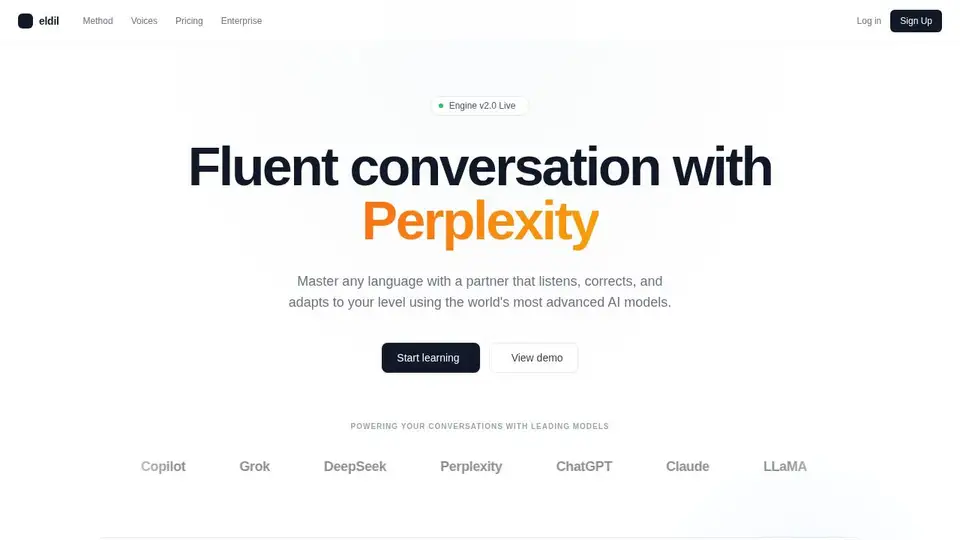 eldil Method Voices Pricing Enterprise Log in Sign Up
Engine v2.0 Live
Fluent conversation with
Perplexity
Master any language with a partner that listens, corrects, and
adapts to your level using the world's most advanced AI models.
Start learning View demo
POWERING YOUR CONVERSATIONS WITH LEADING MODELS
Copilot Grok DeepSeek Perplexity ChatGPT Claude LLaMA